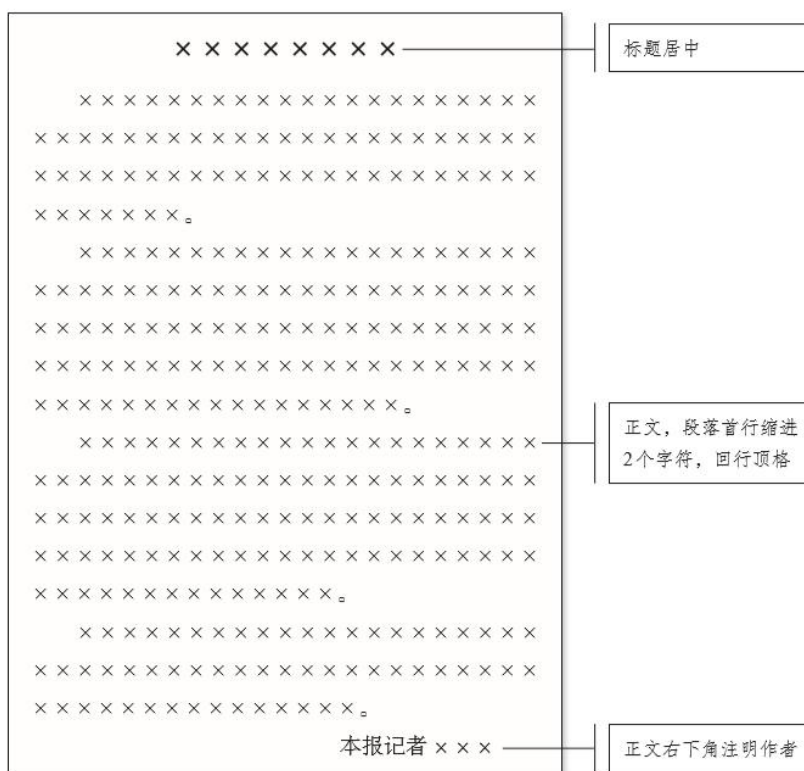 × × × × × × × ×
标题居中
× × × × × × × × × × × × × × × × × × × × ×
× × × × × × × × × × × × × × × × × × × × × × ×
× × × × × × × × × × × × × × × × × × × × × × ×
× × × × × × ×。
× × × × × × × × × × × × × × × × × × × × ×
× × × × × × × × × × × × × × × × × × × × × × ×
× × × × × × × × × × × × × × × × × × × × × × ×
× × × × × × × × × × × × × × × × × × × × × × ×
× × × × × × × × × × × × × × × × ×。
× × × × × × × × × × × × × × × × × × × × ×
正文，段落首行缩进
2个字符，回行顶格
× × × × × × × × × × × × × × × × × × × × × × ×
× × × × × × × × × × × × × × × × × × × × × × ×
× × × × × × × × × × × × × × × × × × × × × × ×
× × × × × × × × × × × × × ×。
× × × × × × × × × × × × × × × × × × × × ×
× × × × × × × × × × × × × × × × × × × × × × ×
× × × × × × × × × × × × × × ×。
本报记者 × × ×
正文右下角注明作者